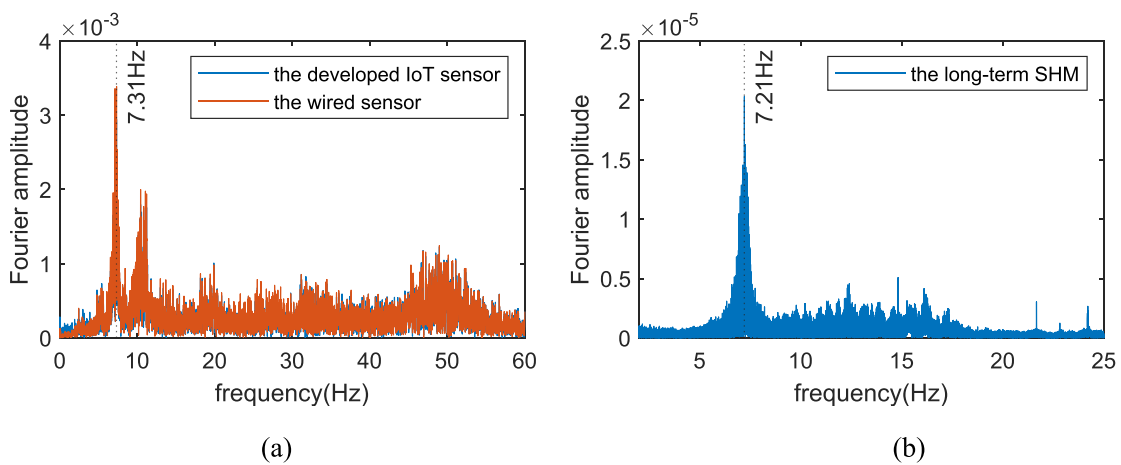 ×10⁻³
4
3
2
1
0
Fourier amplitude
7.31Hz
the developed IoT sensor
the wired sensor
0 10 20 30 40 50 60
frequency(Hz)
(a)
×10⁻⁵
2.5
2
1.5
1
0.5
0
Fourier amplitude
7.21Hz
the long-term SHM
5 10 15 20 25
frequency(Hz)
(b)